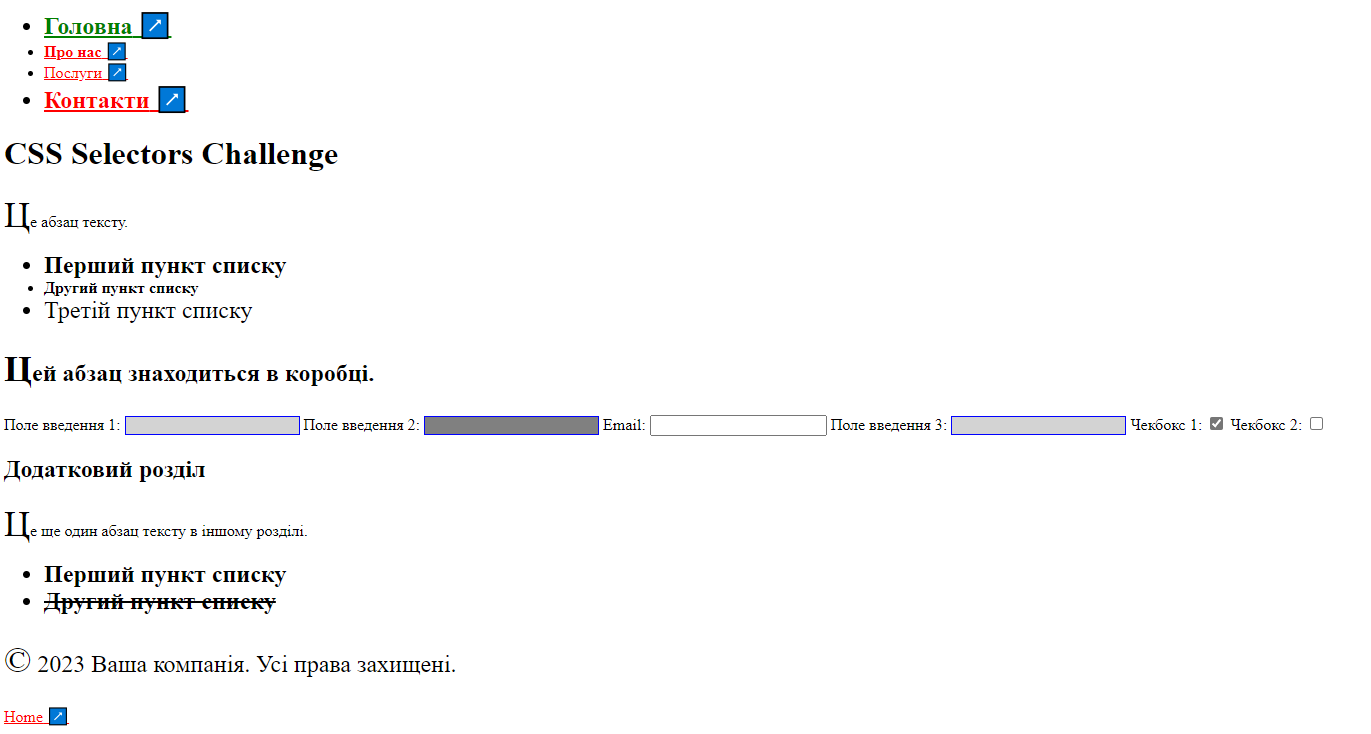 Головна ↗
Про нас ↗
Послуги ↗
Контакти ↗
CSS Selectors Challenge
Це абзац тексту.
Перший пункт списку
Другий пункт списку
Третій пункт списку
Цей абзац знаходиться в коробці.
Поле введення 1: Поле введення 2: Email: Поле введення 3: Чекбокс 1: Чекбокс 2:
Додатковий розділ
Це ще один абзац тексту в іншому розділі.
Перший пункт списку
Другий пункт списку
© 2023 Ваша компанія. Усі права захищені.
Home ↗